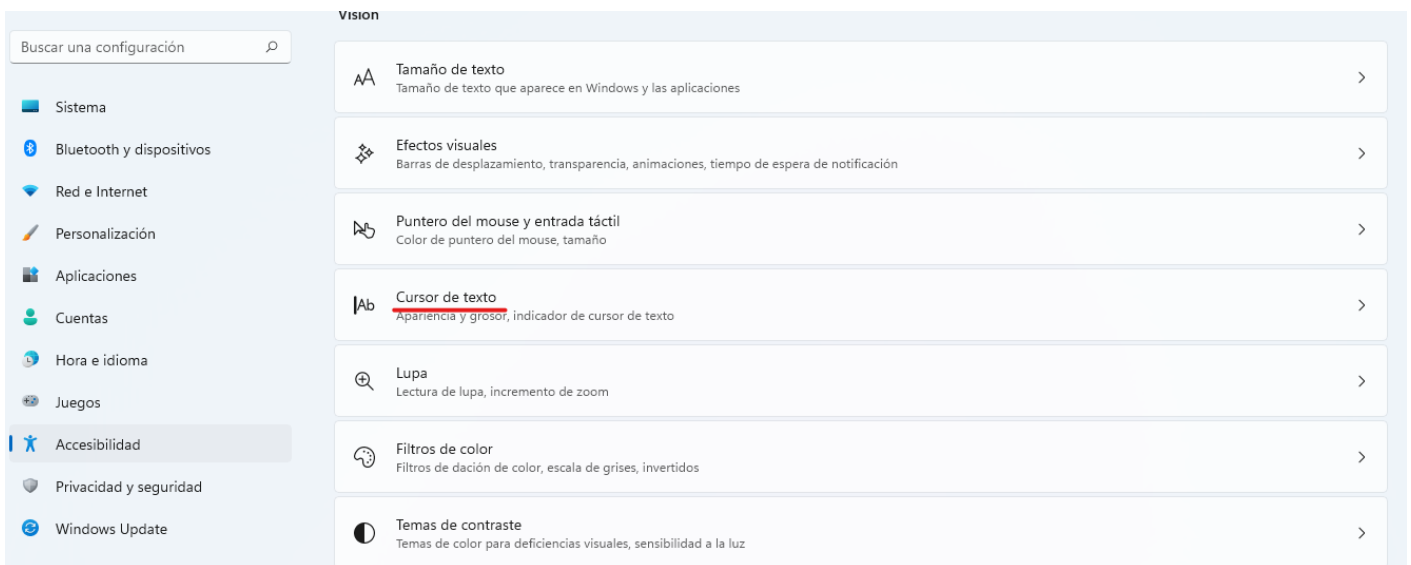 Buscar una configuración
Sistema
Bluetooth y dispositivos
Red e Internet
Personalización
Aplicaciones
Cuentas
Hora e idioma
Juegos
Accesibilidad
Privacidad y seguridad
Windows Update
Visión
Tamaño de texto
Tamaño de texto que aparece en Windows y las aplicaciones
Efectos visuales
Barras de desplazamiento, transparencia, animaciones, tiempo de espera de notificación
Puntero del mouse y entrada táctil
Color de puntero del mouse, tamaño
Cursor de texto
Apariencia y grosor, indicador de cursor de texto
Lupa
Lectura de lupa, incremento de zoom
Filtros de color
Filtros de dación de color, escala de grises, invertidos
Temas de contraste
Temas de color para deficiencias visuales, sensibilidad a la luz